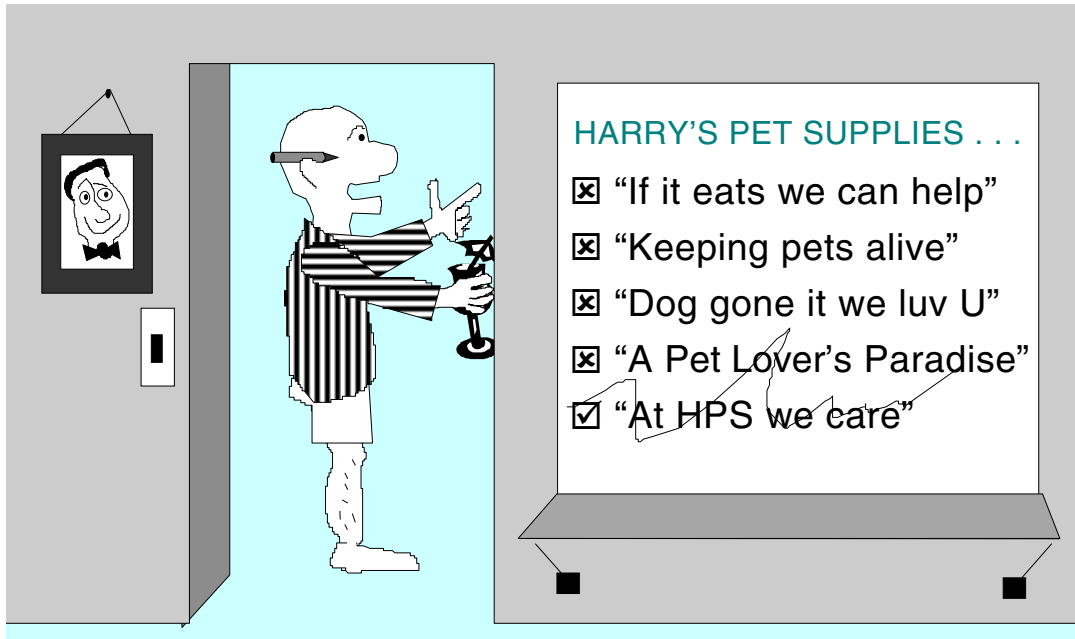 HARRY’S PET SUPPLIES . . .
“If it eats we can help”
“Keeping pets alive”
“Dog gone it we luv U”
“A Pet Lover’s Paradise”
“At HPS we care”